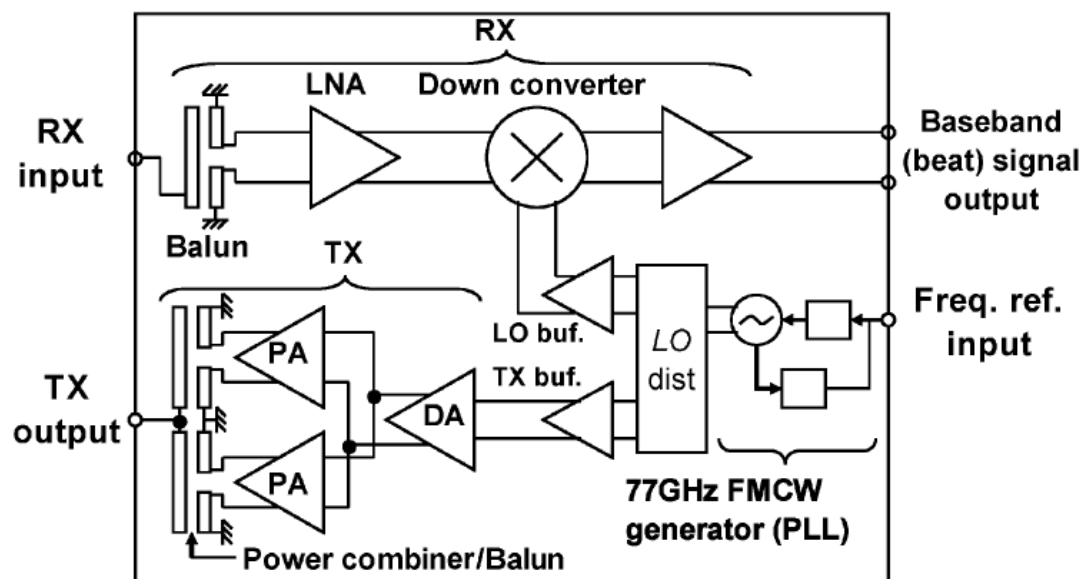 RX
LNA
Down converter
RX
input
Baseband
(beat) signal
output
Balun
TX
LO buf.
Freq. ref.
input
LO
dist
PA
TX buf.
TX
output
DA
PA
77GHz FMCW
generator (PLL)
Power combiner/Balun